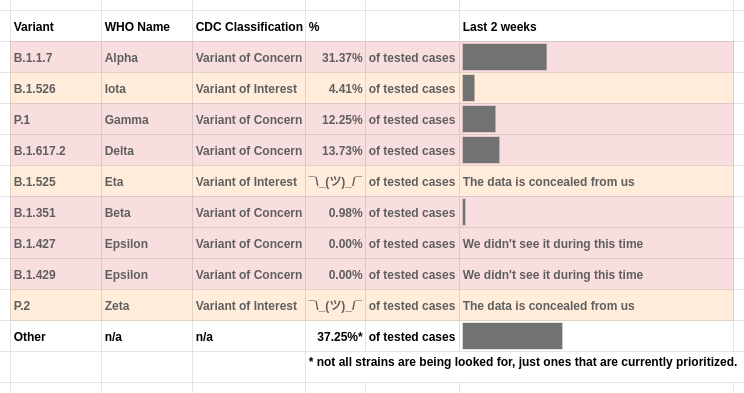 Variant WHO Name CDC Classification % Last 2 weeks
B.1.1.7 Alpha Variant of Concern 31.37% of tested cases
B.1.526 Iota Variant of Interest 4.41% of tested cases
P.1 Gamma Variant of Concern 12.25% of tested cases
B.1.617.2 Delta Variant of Concern 13.73% of tested cases
B.1.525 Eta Variant of Interest ¯\_(ツ)_/¯ of tested cases The data is concealed from us
B.1.351 Beta Variant of Concern 0.98% of tested cases
B.1.427 Epsilon Variant of Concern 0.00% of tested cases We didn't see it during this time
B.1.429 Epsilon Variant of Concern 0.00% of tested cases We didn't see it during this time
P.2 Zeta Variant of Interest ¯\_(ツ)_/¯ of tested cases The data is concealed from us
Other n/a n/a 37.25%* of tested cases
* not all strains are being looked for, just ones that are currently prioritized.